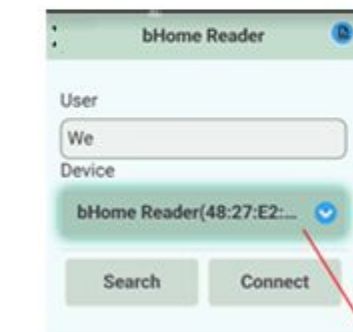 bHome Reader
User
We
Device
bHome Reader(48:27:E2:...
Search Connect